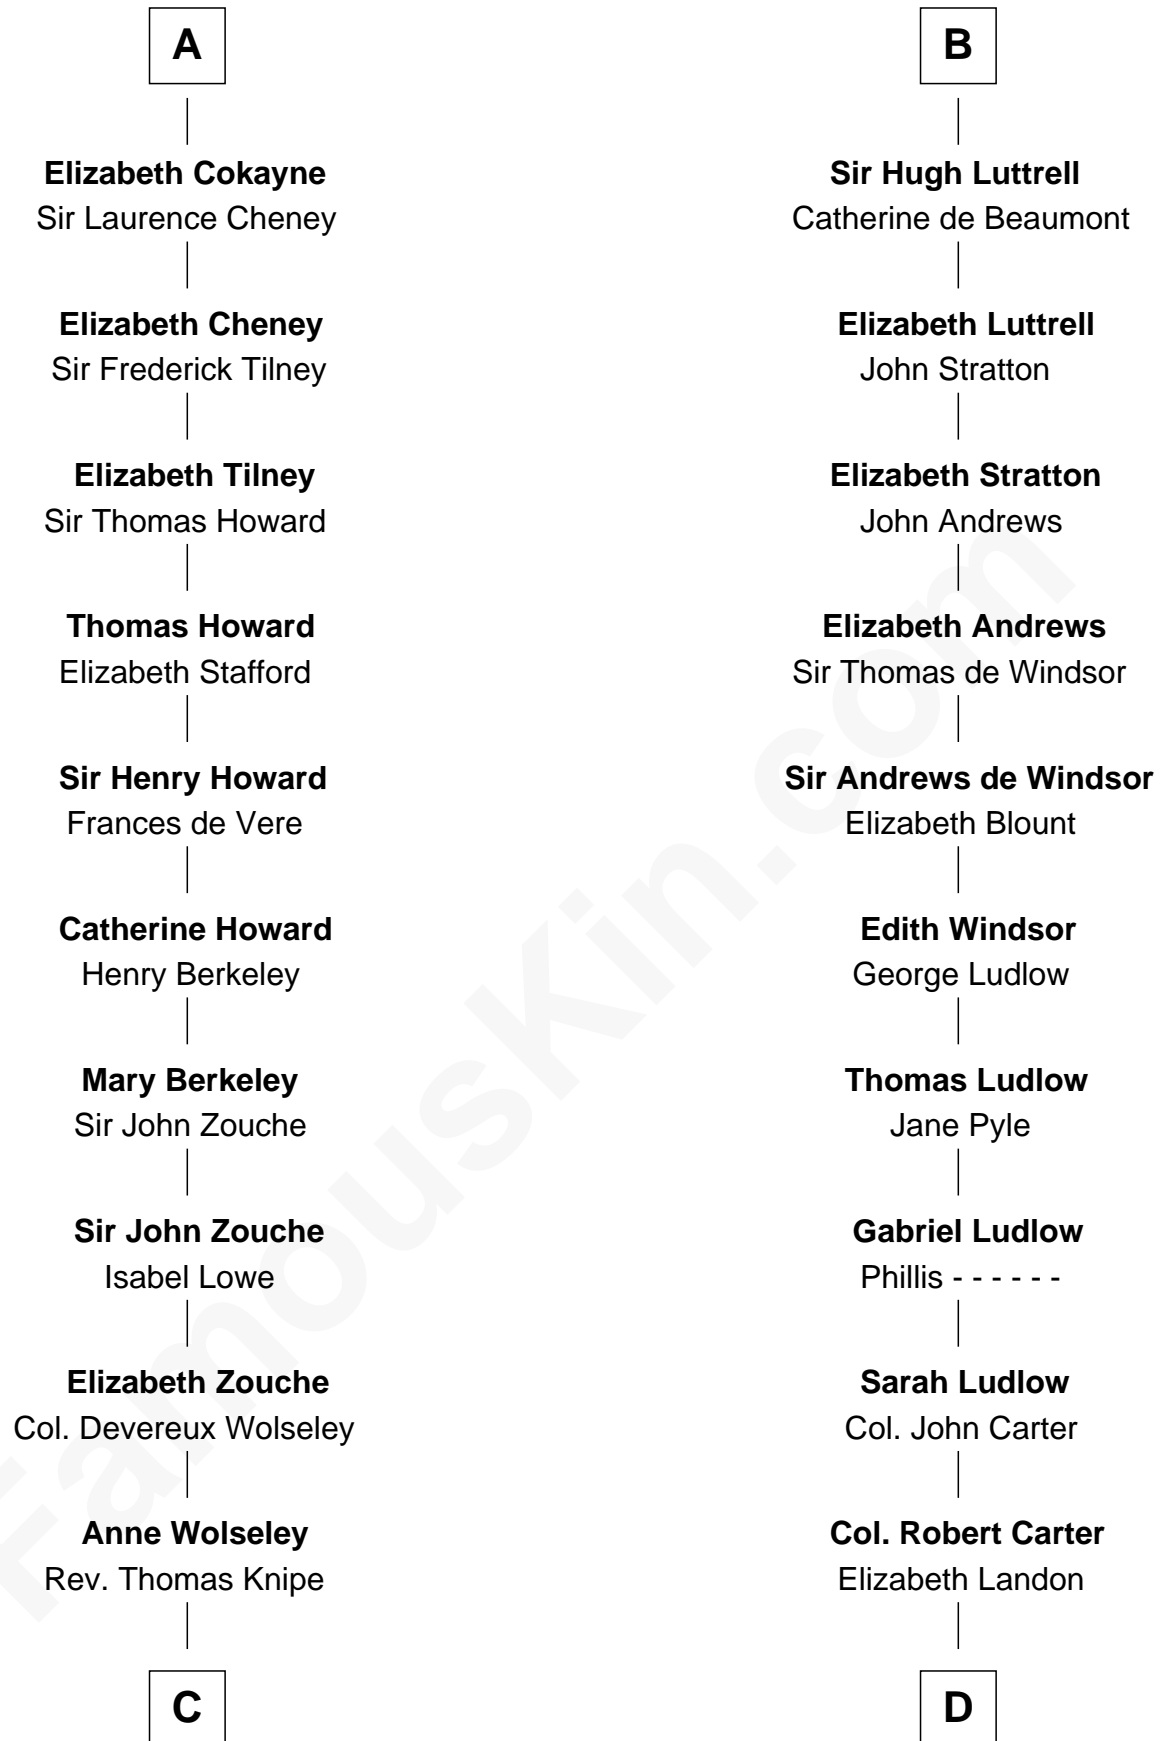 A
Elizabeth Cokayne
Sir Laurence Cheney
Elizabeth Cheney
Sir Frederick Tilney
Elizabeth Tilney
Sir Thomas Howard
Thomas Howard
Elizabeth Stafford
Sir Henry Howard
Frances de Vere
Catherine Howard
Henry Berkeley
Mary Berkeley
Sir John Zouche
Sir John Zouche
Isabel Lowe
Elizabeth Zouche
Col. Devereux Wolseley
Anne Wolseley
Rev. Thomas Knipe
C
B
Sir Hugh Luttrell
Catherine de Beaumont
Elizabeth Luttrell
John Stratton
Elizabeth Stratton
John Andrews
Elizabeth Andrews
Sir Thomas de Windsor
Sir Andrews de Windsor
Elizabeth Blount
Edith Windsor
George Ludlow
Thomas Ludlow
Jane Pyle
Gabriel Ludlow
Phillis - - - - - -
Sarah Ludlow
Col. John Carter
Col. Robert Carter
Elizabeth Landon
D
FamousKin.com